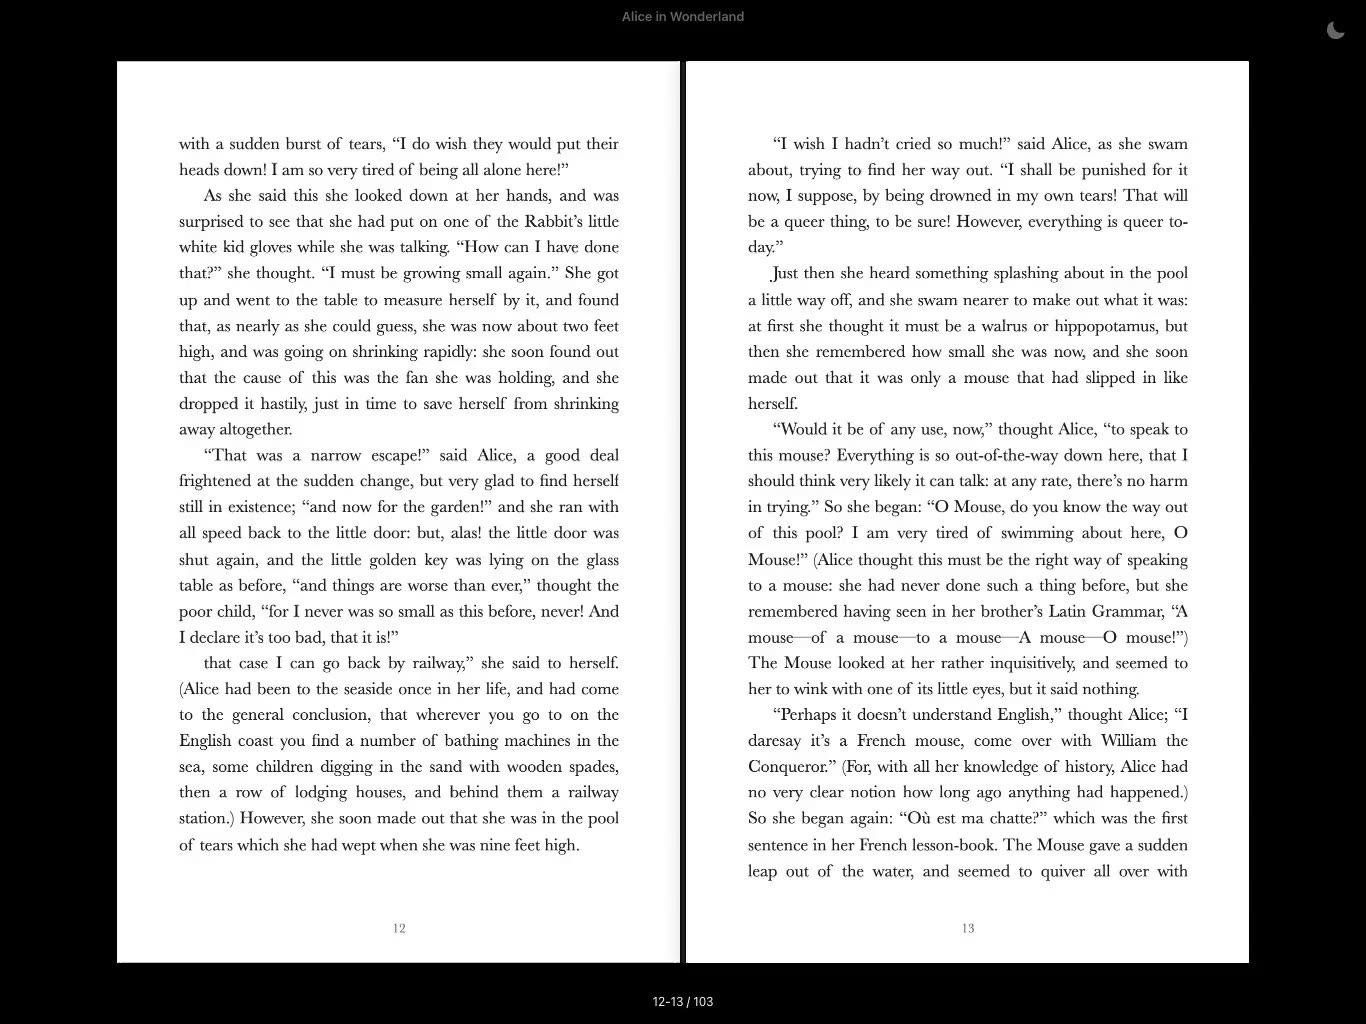 Alice in Wonderland
with a sudden burst of tears, “I do wish they would put their
heads down! I am so very tired of being all alone here!”
As she said this she looked down at her hands, and was
surprised to see that she had put on one of the Rabbit’s little
white kid gloves while she was talking. “How can I have done
that?” she thought. “I must be growing small again.” She got
up and went to the table to measure herself by it, and found
that, as nearly as she could guess, she was now about two feet
high, and was going on shrinking rapidly: she soon found out
that the cause of this was the fan she was holding, and she
dropped it hastily, just in time to save herself from shrinking
away altogether.
“That was a narrow escape!” said Alice, a good deal
frightened at the sudden change, but very glad to find herself
still in existence; “and now for the garden!” and she ran with
all speed back to the little door: but, alas! the little door was
shut again, and the little golden key was lying on the glass
table as before, “and things are worse than ever,” thought the
poor child, “for I never was so small as this before, never! And
I declare it’s too bad, that it is!”
that case I can go back by railway,” she said to herself.
(Alice had been to the seaside once in her life, and had come
to the general conclusion, that wherever you go to on the
English coast you find a number of bathing machines in the
sea, some children digging in the sand with wooden spades,
then a row of lodging houses, and behind them a railway
station.) However, she soon made out that she was in the pool
of tears which she had wept when she was nine feet high.
12
“I wish I hadn’t cried so much!” said Alice, as she swam
about, trying to find her way out. “I shall be punished for it
now, I suppose, by being drowned in my own tears! That will
be a queer thing, to be sure! However, everything is queer to-
day.”
Just then she heard something splashing about in the pool
a little way off, and she swam nearer to make out what it was:
at first she thought it must be a walrus or hippopotamus, but
then she remembered how small she was now, and she soon
made out that it was only a mouse that had slipped in like
herself.
“Would it be of any use, now,” thought Alice, “to speak to
this mouse? Everything is so out-of-the-way down here, that I
should think very likely it can talk: at any rate, there’s no harm
in trying.” So she began: “O Mouse, do you know the way out
of this pool? I am very tired of swimming about here, O
Mouse!” (Alice thought this must be the right way of speaking
to a mouse: she had never done such a thing before, but she
remembered having seen in her brother’s Latin Grammar, “A
mouse—of a mouse—to a mouse—A mouse—O mouse!”)
The Mouse looked at her rather inquisitively, and seemed to
her to wink with one of its little eyes, but it said nothing.
“Perhaps it doesn’t understand English,” thought Alice; “I
daresay it’s a French mouse, come over with William the
Conqueror.” (For, with all her knowledge of history, Alice had
no very clear notion how long ago anything had happened.)
So she began again: “Où est ma chatte?” which was the first
sentence in her French lesson-book. The Mouse gave a sudden
leap out of the water, and seemed to quiver all over with
13
12-13 / 103